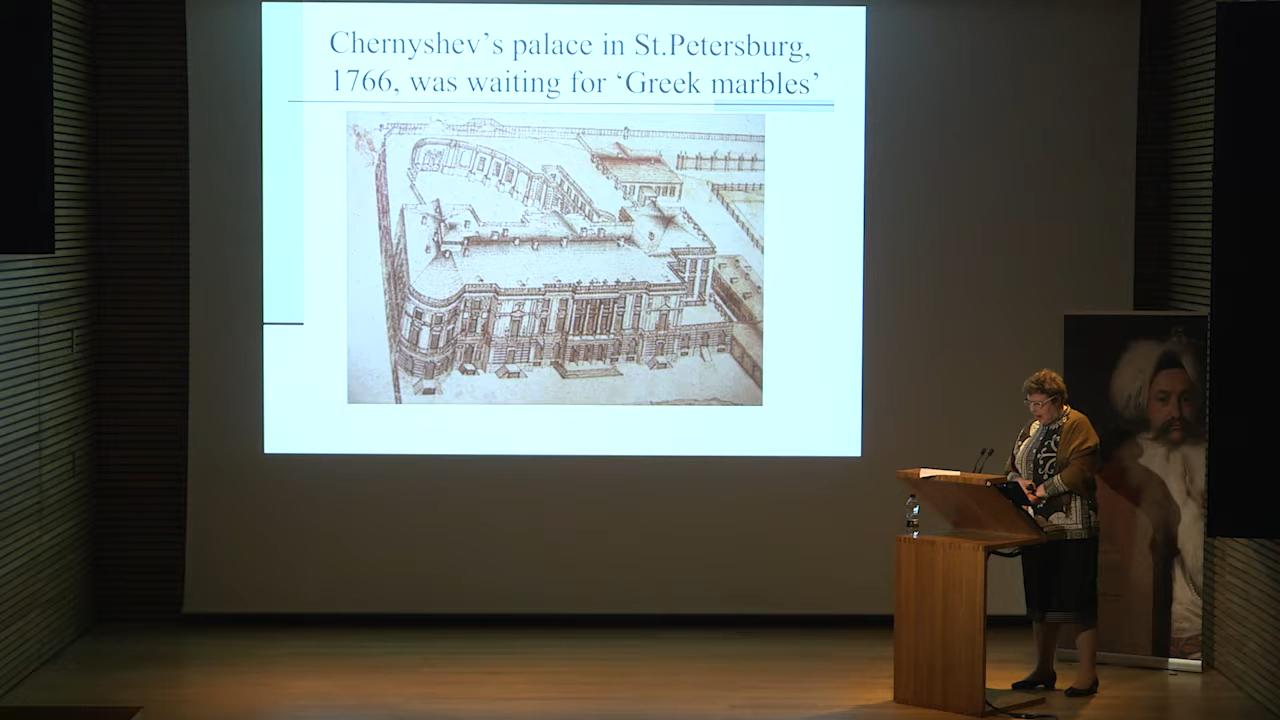 Chernyshev’s palace in St.Petersburg,
1766, was waiting for ‘Greek marbles’